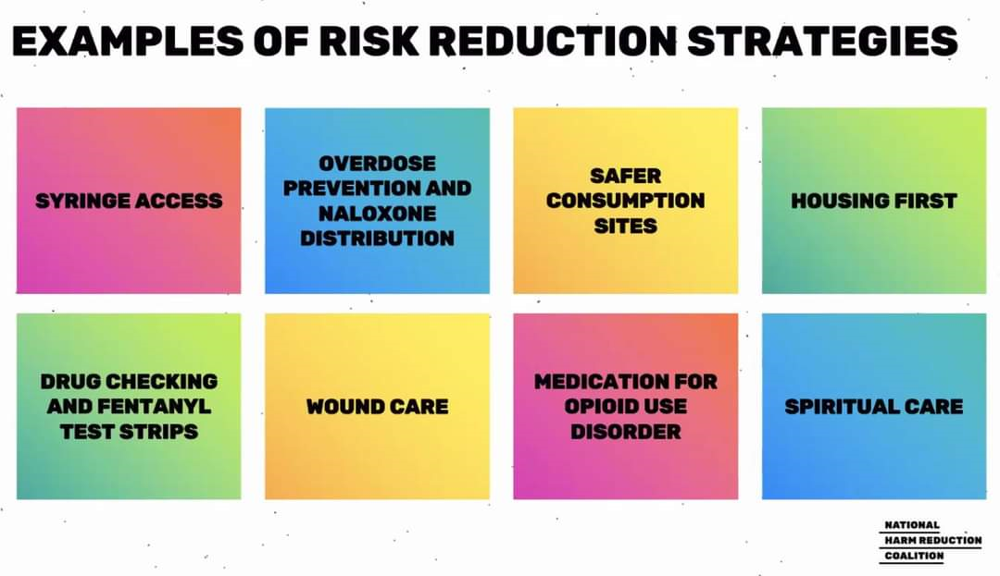 EXAMPLES OF RISK REDUCTION STRATEGIES
SYRINGE ACCESS
OVERDOSE
PREVENTION AND
NALOXONE
DISTRIBUTION
SAFER
CONSUMPTION
SITES
HOUSING FIRST
DRUG CHECKING
AND FENTANYL
TEST STRIPS
WOUND CARE
MEDICATION FOR
OPIOID USE
DISORDER
SPIRITUAL CARE
NATIONAL
HARM REDUCTION
COALITION